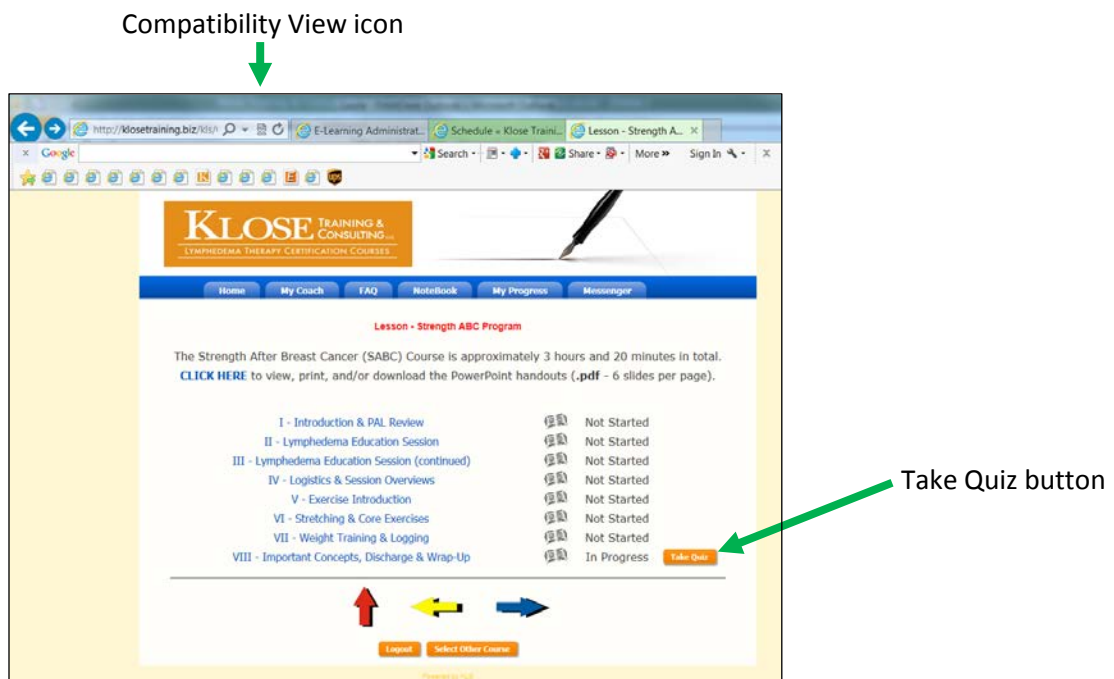 Compatibility View icon
http://klosetraining.biz/kls/ E-Learning Administrat... Schedule « Klose Traini... Lesson - Strength A... ×
× Google Search Share More » Sign In ×
KLOSE TRAINING & CONSULTING LLC
LYMPHEDEMA THERAPY CERTIFICATION COURSES
Home My Coach FAQ NoteBook My Progress Messenger
Lesson - Strength ABC Program
The Strength After Breast Cancer (SABC) Course is approximately 3 hours and 20 minutes in total.
CLICK HERE to view, print, and/or download the PowerPoint handouts (.pdf - 6 slides per page).
I - Introduction & PAL Review Not Started
II - Lymphedema Education Session Not Started
III - Lymphedema Education Session (continued) Not Started
IV - Logistics & Session Overviews Not Started
V - Exercise Introduction Not Started
VI - Stretching & Core Exercises Not Started
VII - Weight Training & Logging Not Started
VIII - Important Concepts, Discharge & Wrap-Up In Progress Take Quiz
Take Quiz button
Logout Select Other Course